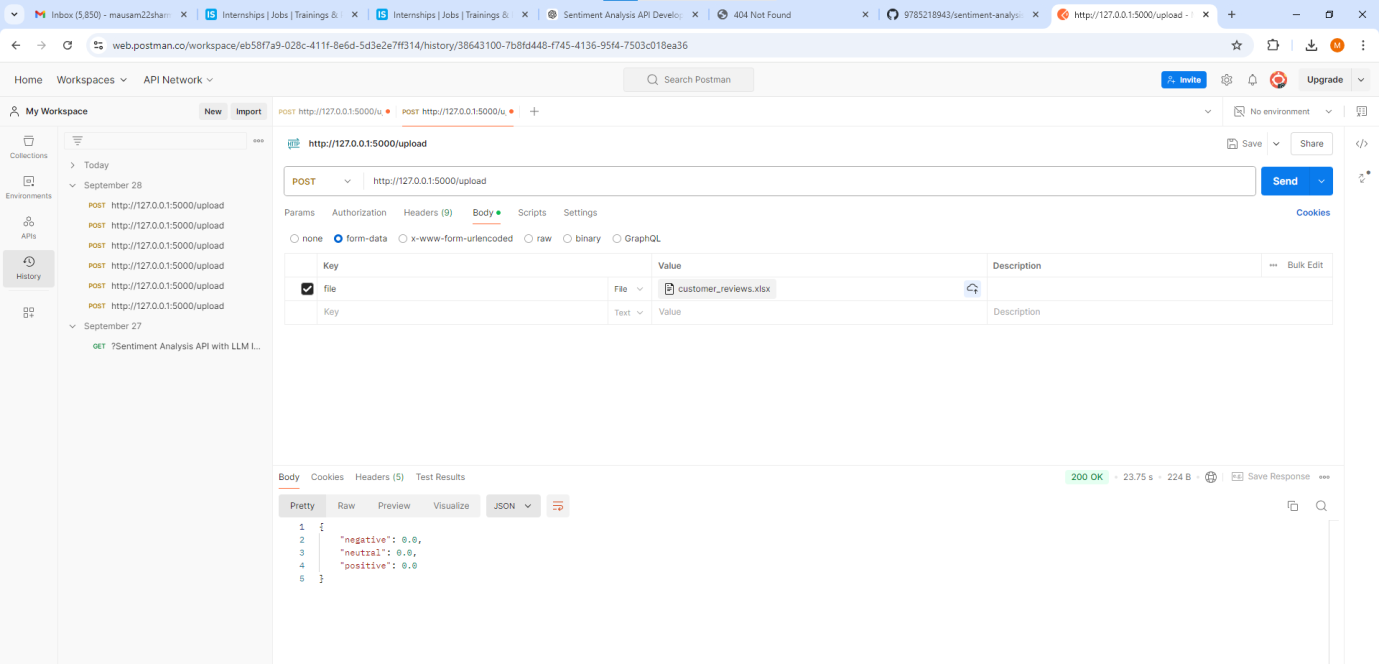 Inbox (5,850) - mausam22sham
Internships | Jobs | Trainings &
Internships | Jobs | Trainings &
Sentiment Analysis API Develop
404 Not Found
9785218943/sentiment-analysis
http://127.0.0.1:5000/upload -
web.postman.co/workspace/eb58f7a9-028c-411f-8e6d-5d3e2e7ff314/history/38643100-7b8fd448-f745-4136-95f4-7503c018ea36
M
Home Workspaces API Network
Search Postman
Invite
Upgrade
My Workspace New Import
POST http://127.0.0.1:5000/u
POST http://127.0.0.1:5000/u
No environment
Collections
Environments
APIs
History
Today
September 28
POST http://127.0.0.1:5000/upload
POST http://127.0.0.1:5000/upload
POST http://127.0.0.1:5000/upload
POST http://127.0.0.1:5000/upload
POST http://127.0.0.1:5000/upload
POST http://127.0.0.1:5000/upload
September 27
GET ?Sentiment Analysis API with LLM I...
HTTP http://127.0.0.1:5000/upload
Save Share
POST http://127.0.0.1:5000/upload Send
Params Authorization Headers (9) Body Scripts Settings Cookies
none form-data x-www-form-urlencoded raw binary GraphQL
Key Value Description Bulk Edit
file File customer_reviews.xlsx
Key Text Value Description
Body Cookies Headers (5) Test Results 200 OK 23.75 s 224 B Save Response
Pretty Raw Preview Visualize JSON
1 {
2 "negative": 0.0,
3 "neutral": 0.0,
4 "positive": 0.0
5 }